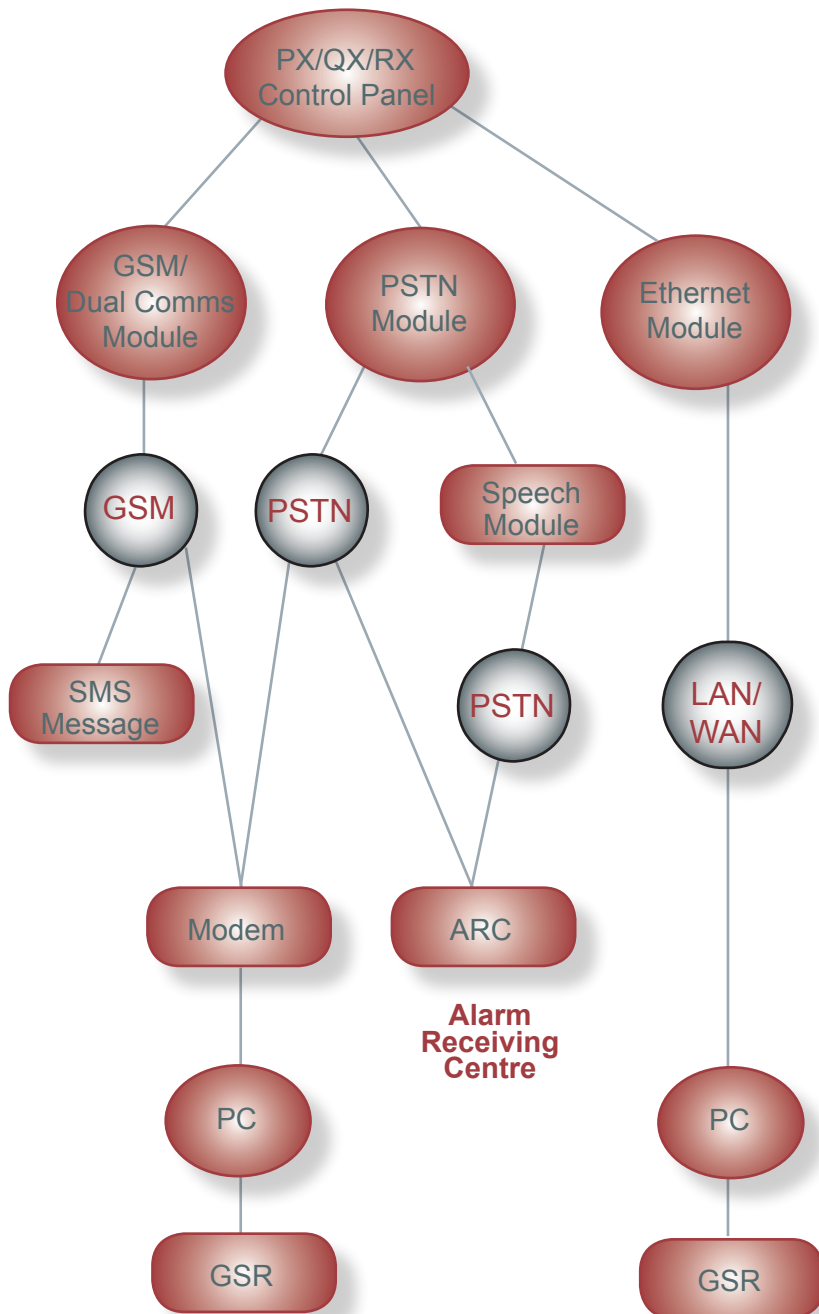 PX/QX/RX
Control Panel
GSM/
Dual Comms
Module
PSTN
Module
Ethernet
Module
GSM
PSTN
Speech
Module
SMS
Message
PSTN
LAN/
WAN
Modem
ARC
Alarm
Receiving
Centre
PC
PC
GSR
GSR